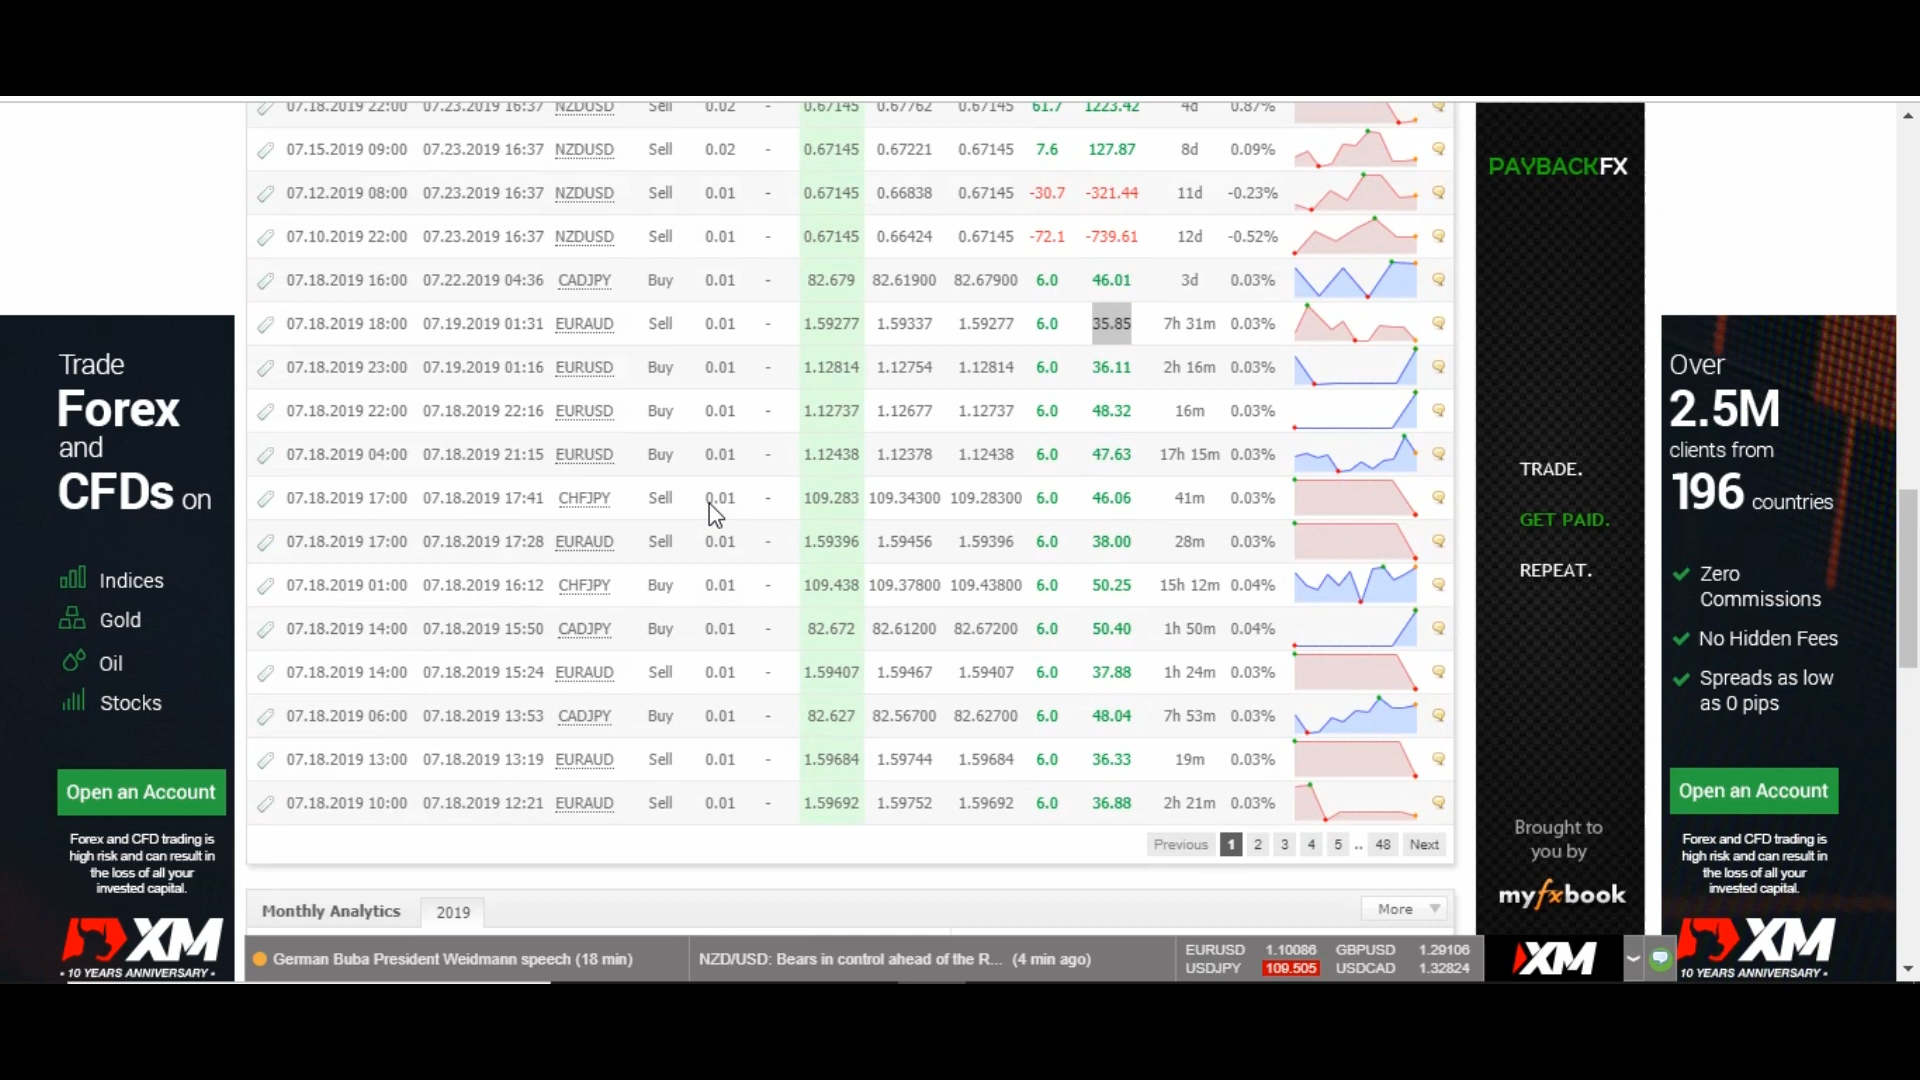 07.18.2019 22:00 07.23.2019 16:37 NZDUSD Sell 0.02 - 0.67145 0.67762 0.67145 61.7 1223.42 4d 0.87%
07.15.2019 09:00 07.23.2019 16:37 NZDUSD Sell 0.02 - 0.67145 0.67221 0.67145 7.6 127.87 8d 0.09%
07.12.2019 08:00 07.23.2019 16:37 NZDUSD Sell 0.01 - 0.67145 0.66838 0.67145 -30.7 -321.44 11d -0.23%
07.10.2019 22:00 07.23.2019 16:37 NZDUSD Sell 0.01 - 0.67145 0.66424 0.67145 -72.1 -739.61 12d -0.52%
07.18.2019 16:00 07.22.2019 04:36 CADJPY Buy 0.01 - 82.679 82.61900 82.67900 6.0 46.01 3d 0.03%
07.18.2019 18:00 07.19.2019 01:31 EURAUD Sell 0.01 - 1.59277 1.59337 1.59277 6.0 35.85 7h 31m 0.03%
07.18.2019 23:00 07.19.2019 01:16 EURUSD Buy 0.01 - 1.12814 1.12754 1.12814 6.0 36.11 2h 16m 0.03%
07.18.2019 22:00 07.18.2019 22:16 EURUSD Buy 0.01 - 1.12737 1.12677 1.12737 6.0 48.32 16m 0.03%
07.18.2019 04:00 07.18.2019 21:15 EURUSD Buy 0.01 - 1.12438 1.12378 1.12438 6.0 47.63 17h 15m 0.03%
07.18.2019 17:00 07.18.2019 17:41 CHFJPY Sell 0.01 - 109.283 109.34300 109.28300 6.0 46.06 41m 0.03%
07.18.2019 17:00 07.18.2019 17:28 EURAUD Sell 0.01 - 1.59396 1.59456 1.59396 6.0 38.00 28m 0.03%
07.18.2019 01:00 07.18.2019 16:12 CHFJPY Buy 0.01 - 109.438 109.37800 109.43800 6.0 50.25 15h 12m 0.04%
07.18.2019 14:00 07.18.2019 15:50 CADJPY Buy 0.01 - 82.672 82.61200 82.67200 6.0 50.40 1h 50m 0.04%
07.18.2019 14:00 07.18.2019 15:24 EURAUD Sell 0.01 - 1.59407 1.59467 1.59407 6.0 37.88 1h 24m 0.03%
07.18.2019 06:00 07.18.2019 13:53 CADJPY Buy 0.01 - 82.627 82.56700 82.62700 6.0 48.04 7h 53m 0.03%
07.18.2019 13:00 07.18.2019 13:19 EURAUD Sell 0.01 - 1.59684 1.59744 1.59684 6.0 36.33 19m 0.03%
07.18.2019 10:00 07.18.2019 12:21 EURAUD Sell 0.01 - 1.59692 1.59752 1.59692 6.0 36.88 2h 21m 0.03%
Previous 1 2 3 4 5 .. 48 Next
Monthly Analytics 2019 More
German Buba President Weidmann speech (18 min)
NZD/USD: Bears in control ahead of the R... (4 min ago)
EURUSD 1.10086 GBPUSD 1.29106
USDJPY 109.505 USDCAD 1.32824
XM
Trade
Forex
and
CFDs on
Indices
Gold
Oil
Stocks
Open an Account
Forex and CFD trading is
high risk and can result in
the loss of all your
invested capital.
XM
- 10 YEARS ANNIVERSARY -
PAYBACKFX
TRADE.
GET PAID.
REPEAT.
Brought to
you by
myfxbook
Over
2.5M
clients from
196 countries
Zero
Commissions
No Hidden Fees
Spreads as low
as 0 pips
Open an Account
Forex and CFD trading is
high risk and can result in
the loss of all your
invested capital.
XM
10 YEARS ANNIVERSARY -